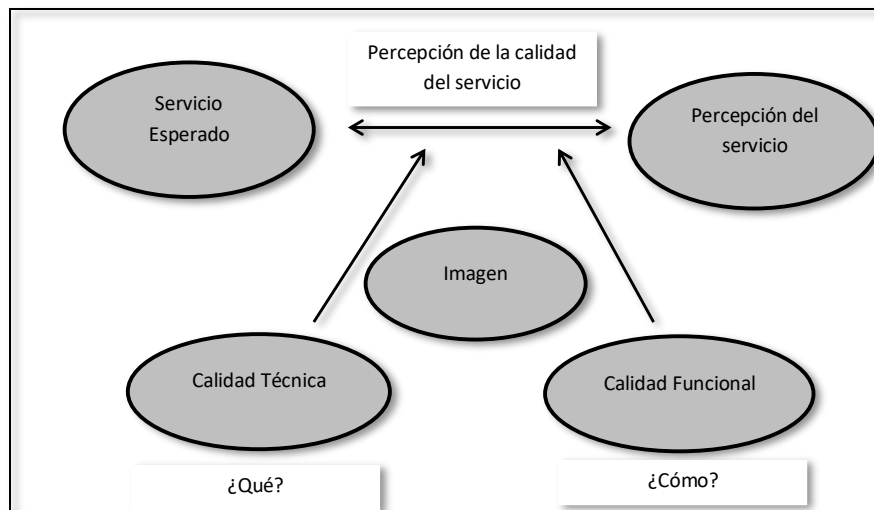 Percepción de la calidad
del servicio
Servicio
Esperado
Percepción del
servicio
Imagen
Calidad Técnica
Calidad Funcional
¿Qué?
¿Cómo?